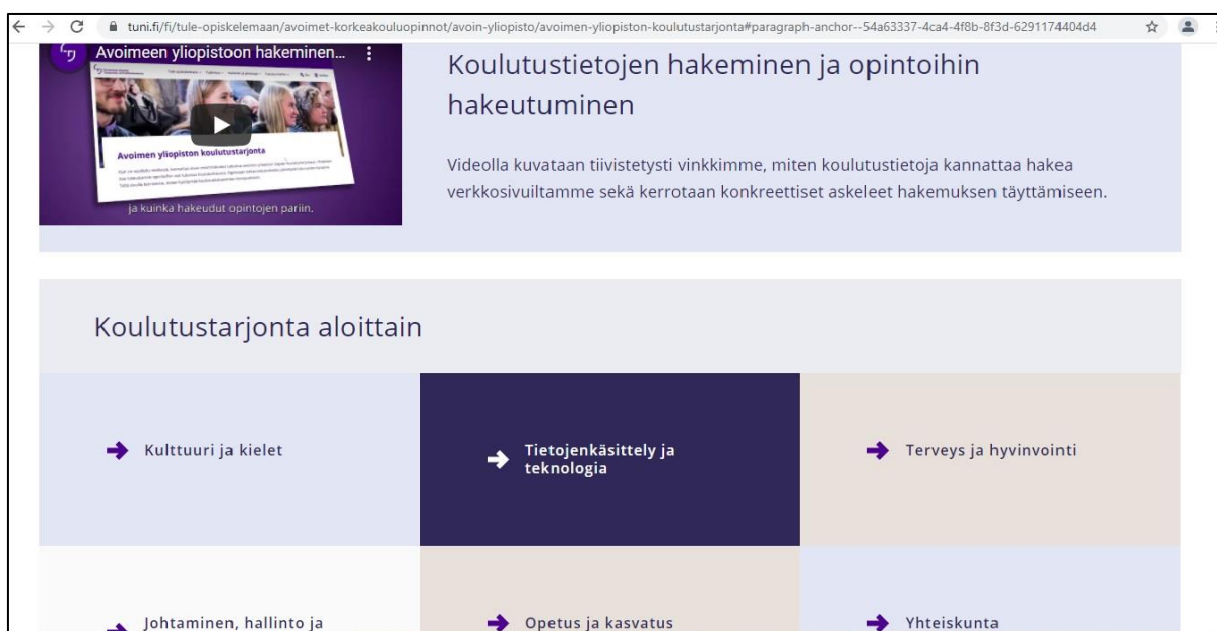 tuni.fi/fi/tule-opiskelemaan/avoimet-korkeakouluopinnot/avoin-yliopisto/avoimen-yliopiston-koulutustarjonta#paragraph-anchor--54a63337-4ca4-4f8b-8f3d-6291174404d4
Avoimeen yliopistoon hakeminen...
Avoimen yliopiston koulutustarjonta
ja kuinka hakeudut opintojen pariin.
Koulutustietojen hakeminen ja opintoihin
hakeutuminen
Videolla kuvataan tiivistetysti vinkkimme, miten koulutustietoja kannattaa hakea
verkkosivuiltamme sekä kerrotaan konkreettiset askeleet hakemuksen täyttämiseen.
Koulutustarjonta aloittain
Kulttuuri ja kielet
Tietojenkäsittely ja
teknologia
Terveys ja hyvinvointi
Johtaminen, hallinto ja
Opetus ja kasvatus
Yhteiskunta